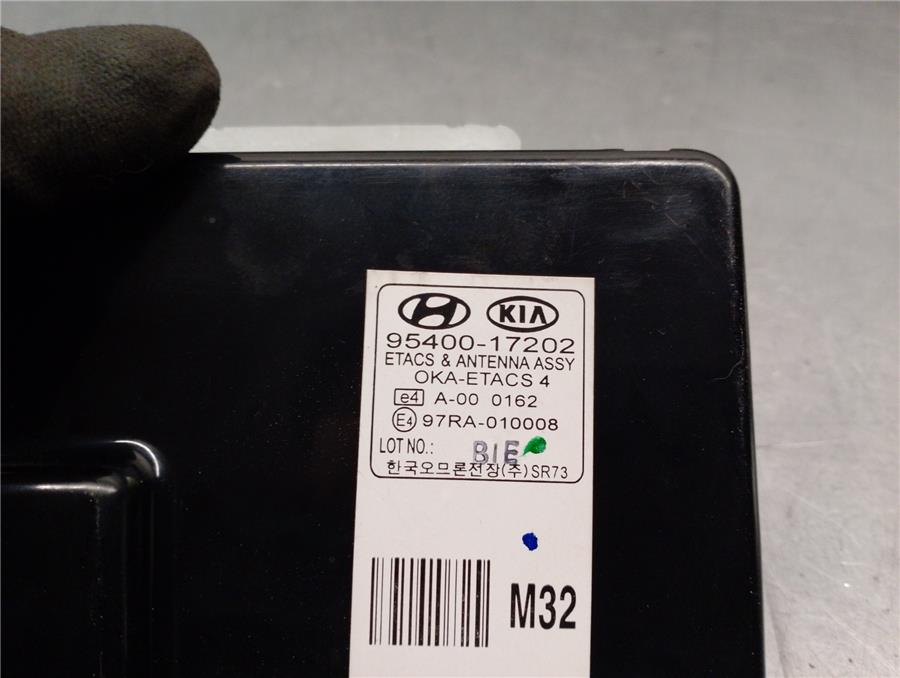 KIA
95400-17202
ETACS & ANTENNA ASSY
OKA-ETACS 4
e4 A-00 0162
E4 97RA-010008
LOT NO.: B1E
한국오므론전장(주) SR73
M32